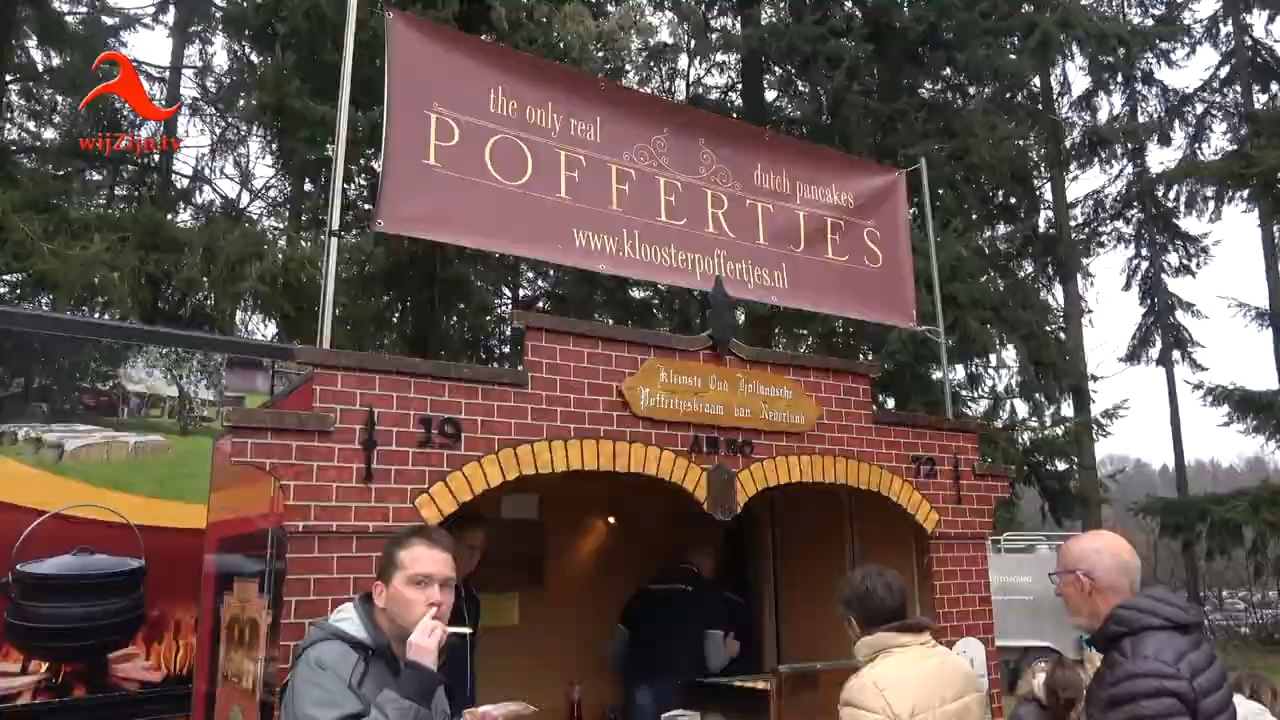 wijZijn.tv
the only real
dutch pancakes
POFFERTJES
www.kloosterpoffertjes.nl
Kleinste Oud Hollandsche
Poffertjeskraam van Nederland
19
72